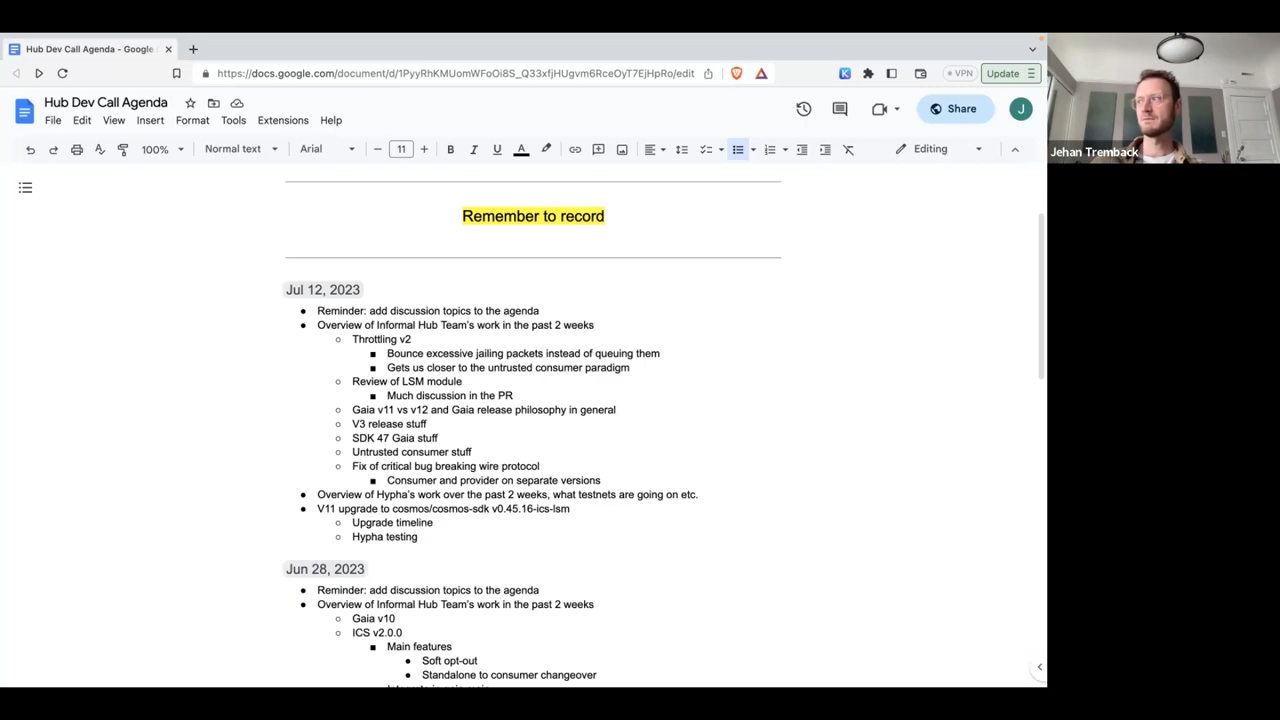 Hub Dev Call Agenda - Google
https://docs.google.com/document/d/1PyyRhKMUomWFoOi8S_Q33xfjHUgvm6RceOyT7EjHpRo/edit
VPN
Update
Hub Dev Call Agenda
File Edit View Insert Format Tools Extensions Help
Share
J
100% Normal text Arial 11 B I U A Editing
Jehan Tremback
Remember to record
Jul 12, 2023
Reminder: add discussion topics to the agenda
Overview of Informal Hub Team's work in the past 2 weeks
Throttling v2
Bounce excessive jailing packets instead of queuing them
Gets us closer to the untrusted consumer paradigm
Review of LSM module
Much discussion in the PR
Gaia v11 vs v12 and Gaia release philosophy in general
V3 release stuff
SDK 47 Gaia stuff
Untrusted consumer stuff
Fix of critical bug breaking wire protocol
Consumer and provider on separate versions
Overview of Hypha's work over the past 2 weeks, what testnets are going on etc.
V11 upgrade to cosmos/cosmos-sdk v0.45.16-ics-lsm
Upgrade timeline
Hypha testing
Jun 28, 2023
Reminder: add discussion topics to the agenda
Overview of Informal Hub Team's work in the past 2 weeks
Gaia v10
ICS v2.0.0
Main features
Soft opt-out
Standalone to consumer changeover